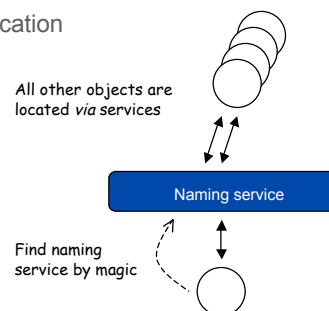 cation
All other objects are
located via services
Naming service
Find naming
service by magic